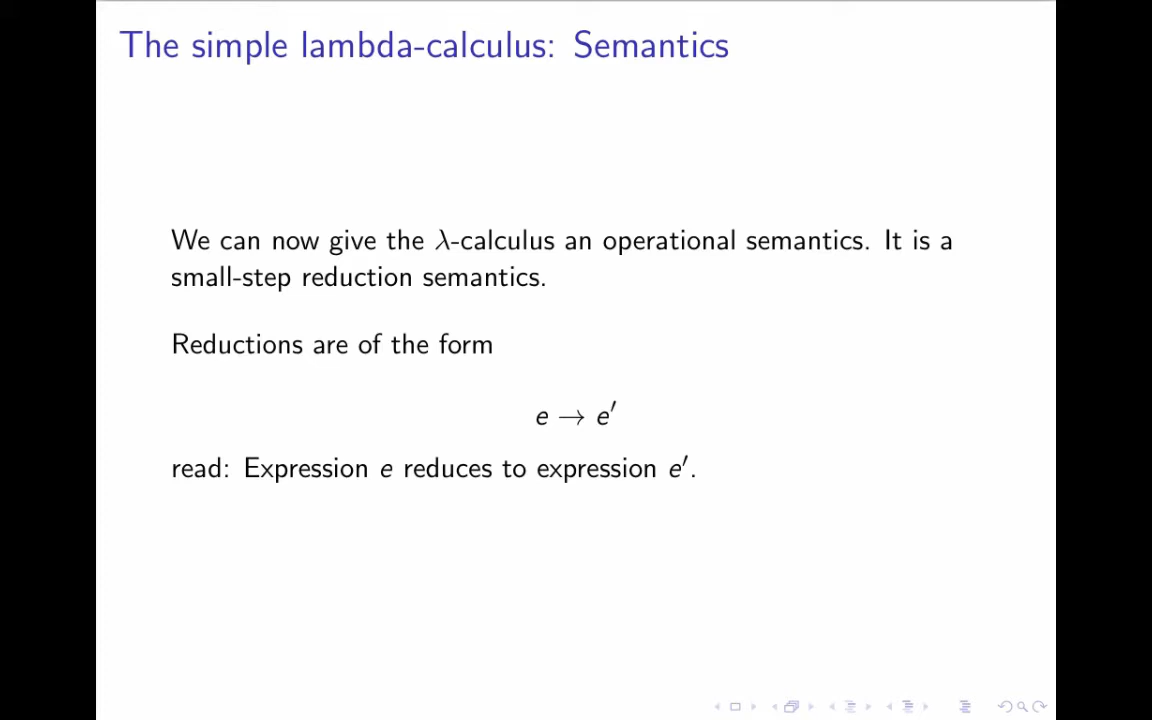 The simple lambda-calculus: Semantics
We can now give the λ-calculus an operational semantics. It is a
small-step reduction semantics.
Reductions are of the form
e → e′
read: Expression e reduces to expression e′.